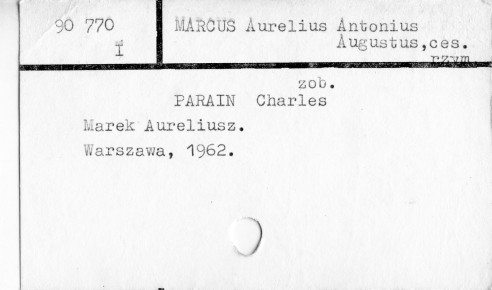 90 770 MARCUS Aurelius Antonius
I Augustus, ces.
rzym.
zob.
PARAIN Charles
Marek Aureliusz.
Warszawa, 1962.